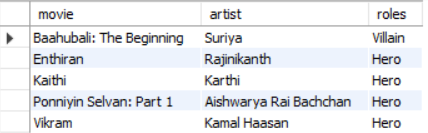 movie artist roles
Baahubali: The Beginning Suriya Villain
Enthiran Rajinikanth Hero
Kaithi Karthi Hero
Ponniyin Selvan: Part 1 Aishwarya Rai Bachchan Hero
Vikram Kamal Haasan Hero